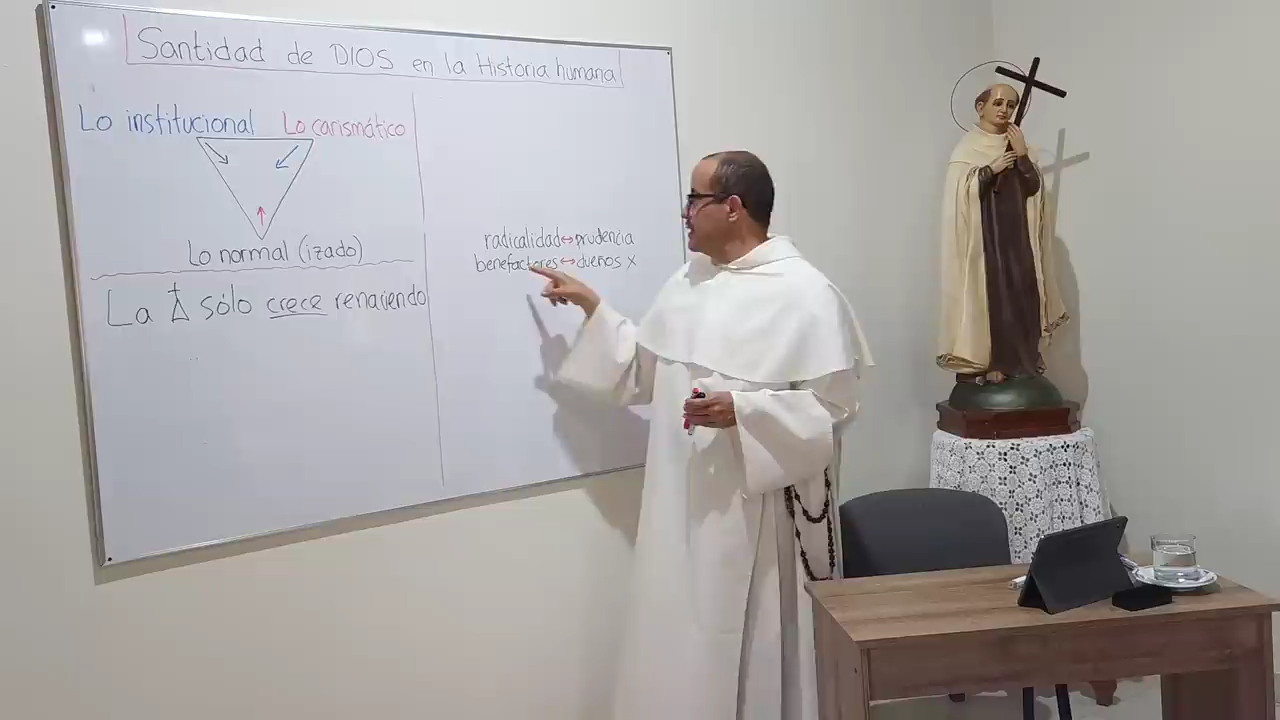 Santidad de DIOS en la Historia humana
Lo institucional Lo carismático
Lo normal (izado)
La sólo crece renaciendo
radicalidad↔prudencia
benefactores↔dueños x